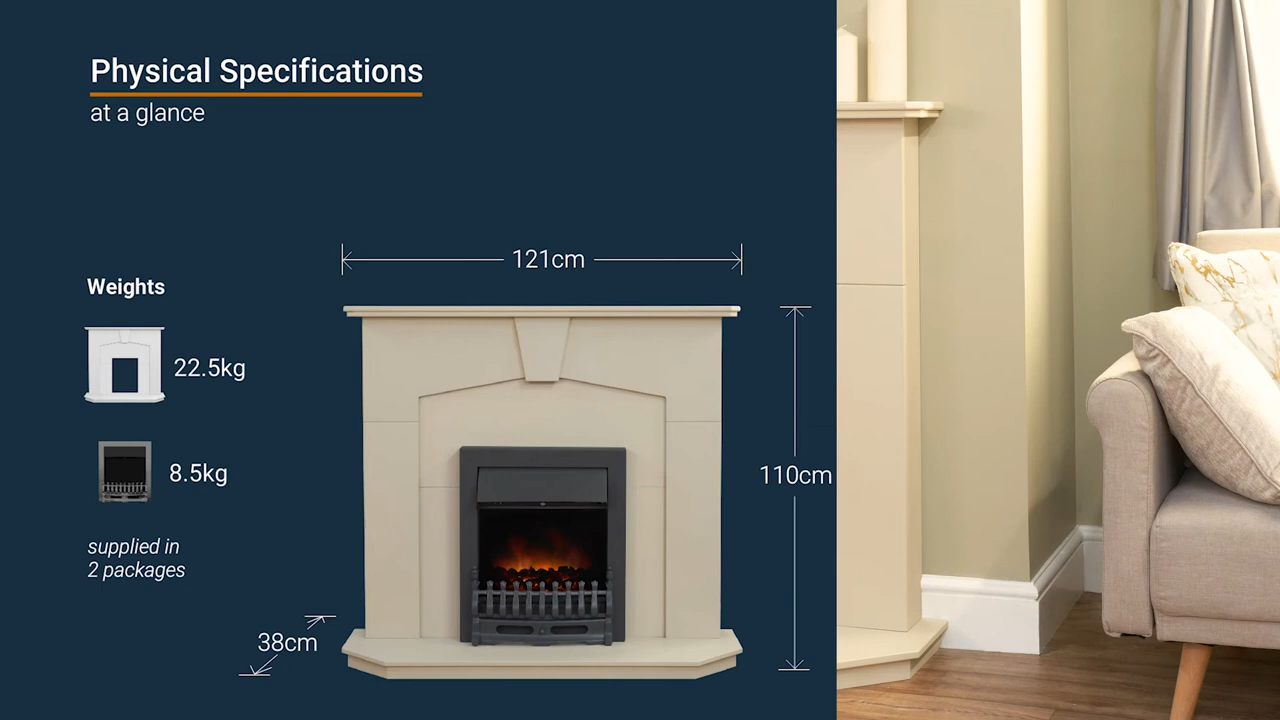 Physical Specifications
at a glance
121cm
Weights
22.5kg
110cm
8.5kg
supplied in
2 packages
38cm